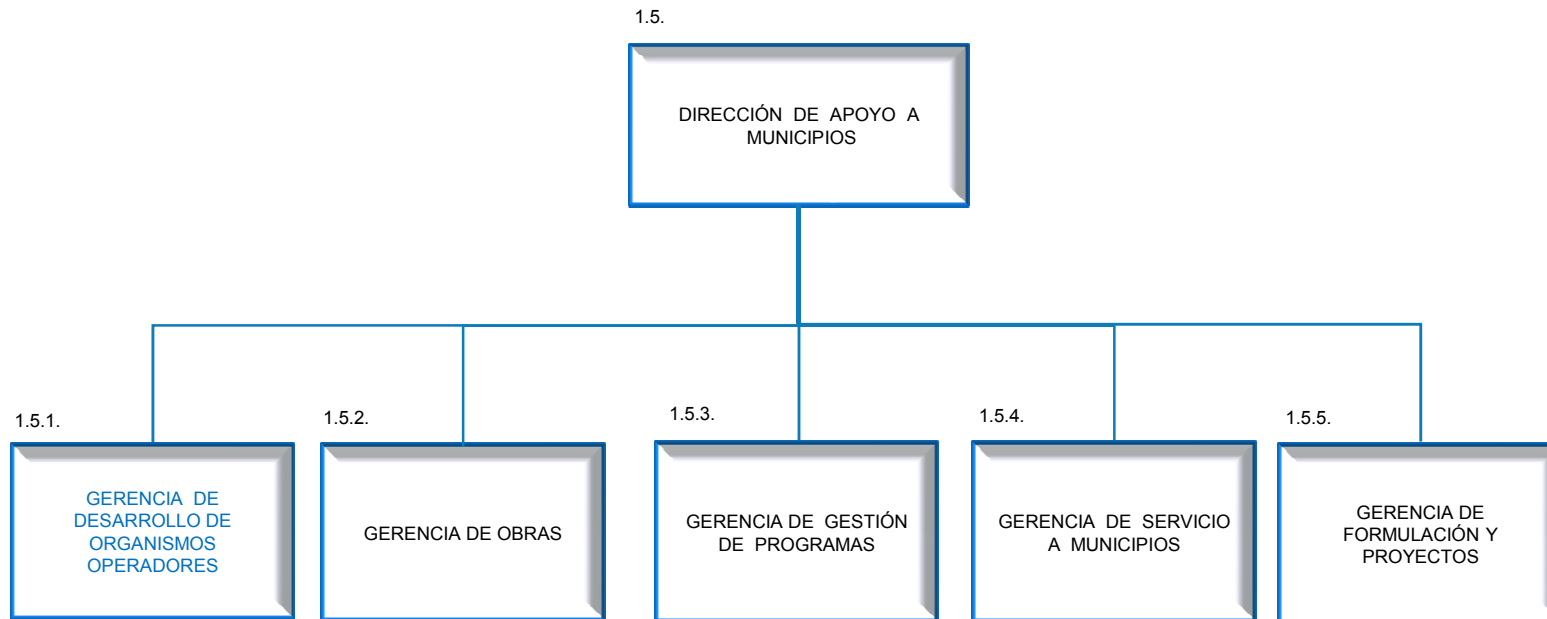 1.5.
DIRECCIÓN DE APOYO A
MUNICIPIOS
1.5.1.
GERENCIA DE
DESARROLLO DE
ORGANISMOS
OPERADORES
1.5.2.
GERENCIA DE OBRAS
1.5.3.
GERENCIA DE GESTIÓN
DE PROGRAMAS
1.5.4.
GERENCIA DE SERVICIO
A MUNICIPIOS
1.5.5.
GERENCIA DE
FORMULACIÓN Y
PROYECTOS